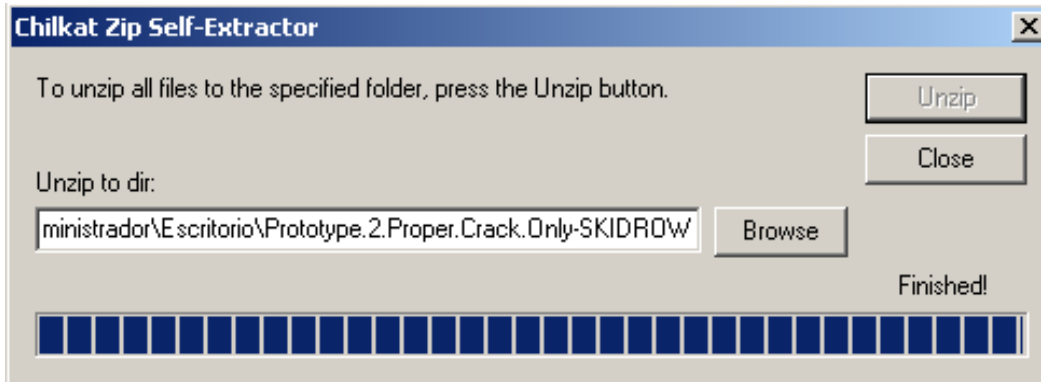 Chilkat Zip Self-Extractor
To unzip all files to the specified folder, press the Unzip button.
Unzip
Close
Unzip to dir:
ministrador\Escritorio\Prototype.2.Proper.Crack.Only-SKIDROW
Browse
Finished!